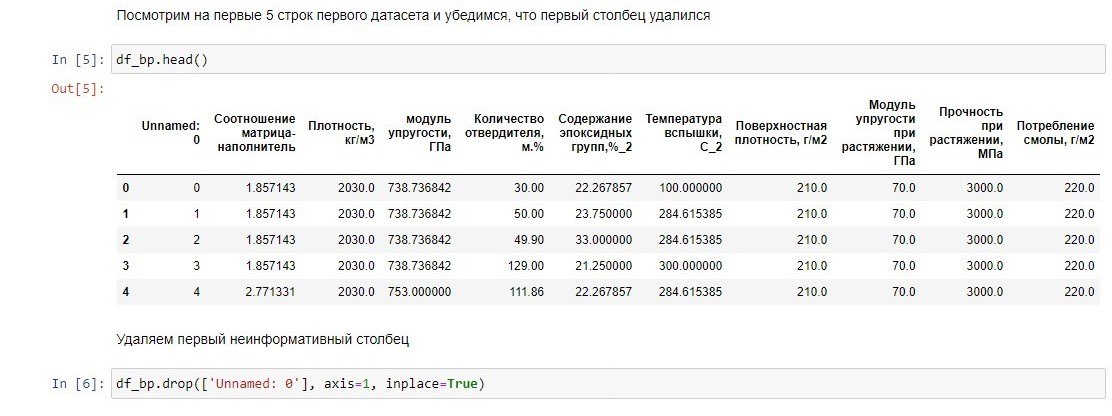 Посмотрим на первые 5 строк первого датасета и убедимся, что первый столбец удалился
In [5]: df_bp.head()
Out[5]:
Unnamed: 0 Соотношение матрица-наполнитель Плотность, кг/м3 модуль упругости, ГПа Количество отвердителя, м.% Содержание эпоксидных групп,%_2 Температура вспышки, С_2 Поверхностная плотность, г/м2 Модуль упругости при растяжении, ГПа Прочность при растяжении, МПа Потребление смолы, г/м2
0 0 1.857143 2030.0 738.736842 30.00 22.267857 100.000000 210.0 70.0 3000.0 220.0
1 1 1.857143 2030.0 738.736842 50.00 23.750000 284.615385 210.0 70.0 3000.0 220.0
2 2 1.857143 2030.0 738.736842 49.90 33.000000 284.615385 210.0 70.0 3000.0 220.0
3 3 1.857143 2030.0 738.736842 129.00 21.250000 300.000000 210.0 70.0 3000.0 220.0
4 4 2.771331 2030.0 753.000000 111.86 22.267857 284.615385 210.0 70.0 3000.0 220.0
Удаляем первый неинформативный столбец
In [6]: df_bp.drop(['Unnamed: 0'], axis=1, inplace=True)